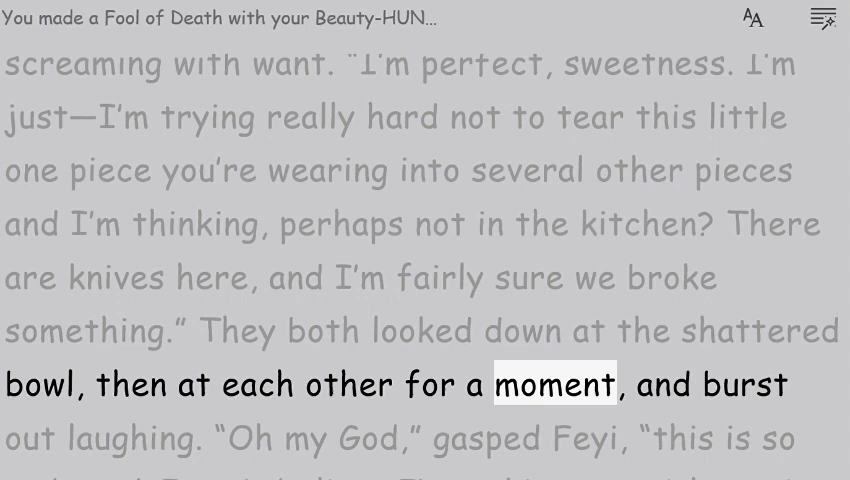 You made a Fool of Death with your Beauty-HUN...
AA
screaming with want. "I'm perfect, sweetness. I'm
just—I'm trying really hard not to tear this little
one piece you're wearing into several other pieces
and I'm thinking, perhaps not in the kitchen? There
are knives here, and I'm fairly sure we broke
something.” They both looked down at the shattered
bowl, then at each other for a moment, and burst
out laughing. “Oh my God,” gasped Feyi, “this is so